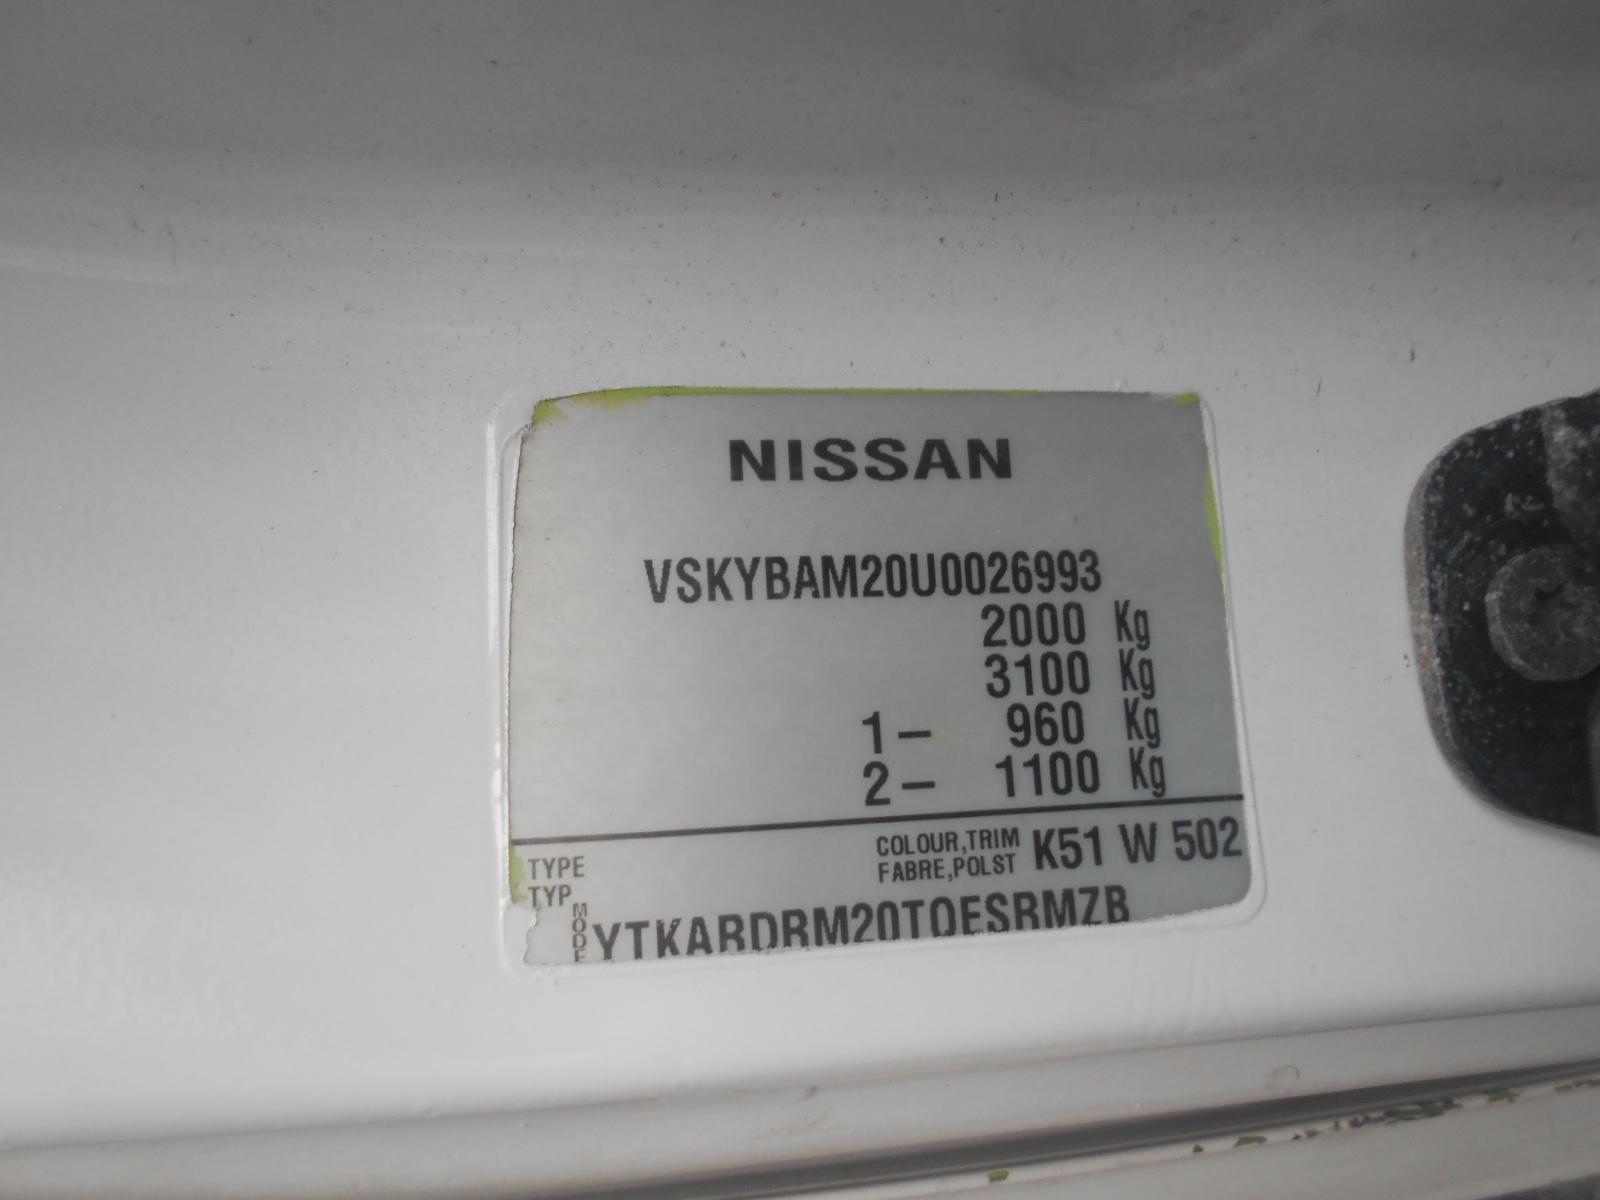 NISSAN
VSKYBAM20U0026993
2000 Kg
3100 Kg
1 – 960 Kg
2 – 1100 Kg
COLOUR,TRIM K51 W 502
FABRE,POLST
TYPE
TYP
MODE